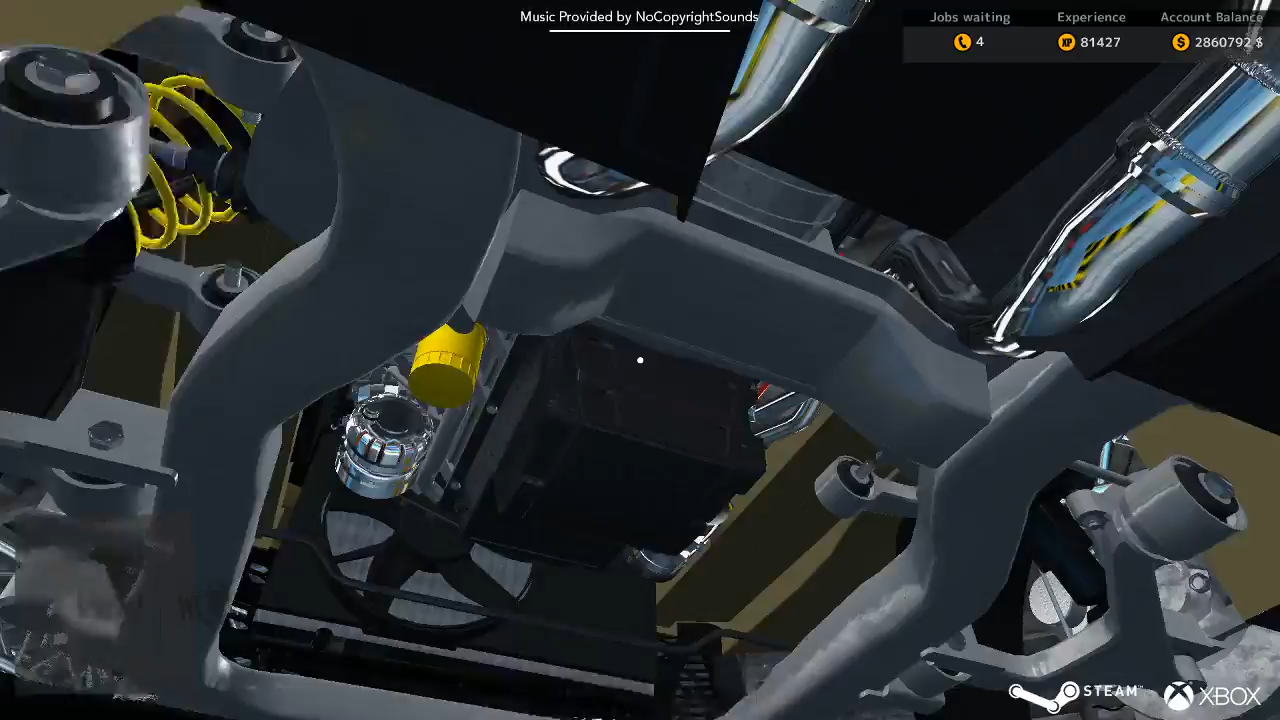 Music Provided by NoCopyrightSounds
Jobs waiting Experience Account Balance
4 81427 2860792 $
STEAM XBOX